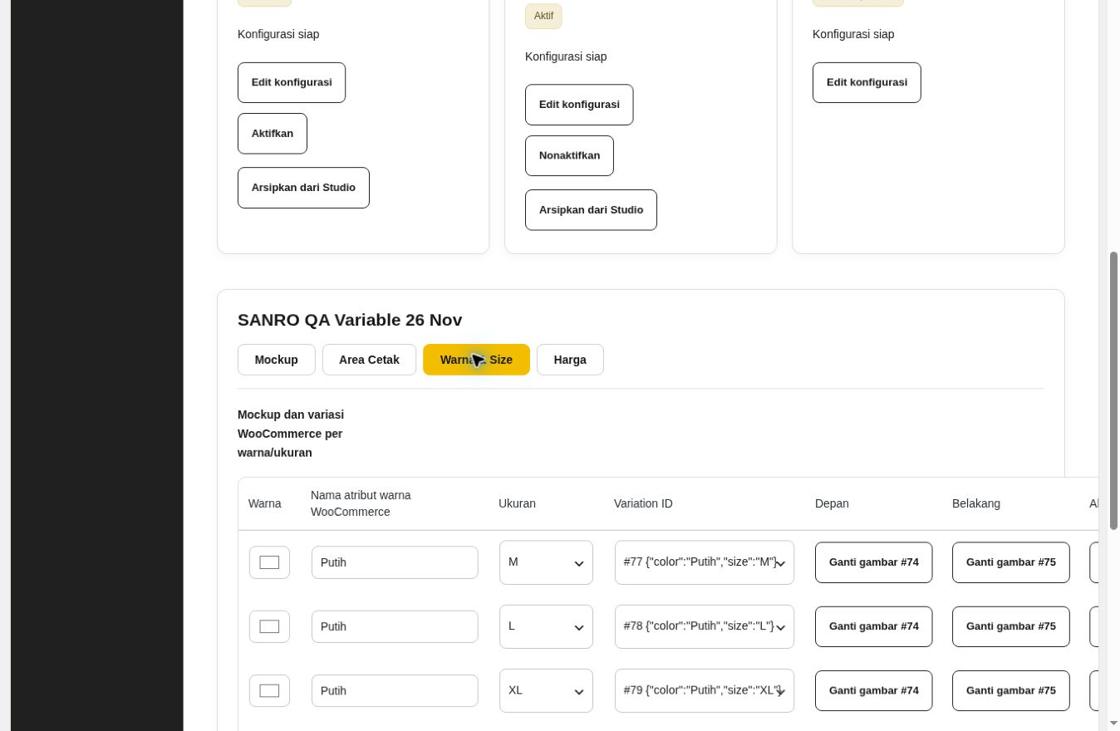 Konfigurasi siap
Edit konfigurasi
Aktifkan
Arsipkan dari Studio
Aktif
Konfigurasi siap
Edit konfigurasi
Nonaktifkan
Arsipkan dari Studio
Konfigurasi siap
Edit konfigurasi
SANRO QA Variable 26 Nov
Mockup
Area Cetak
Warna Size
Harga
Mockup dan variasi
WooCommerce per
warna/ukuran
Warna
Nama atribut warna
WooCommerce
Ukuran
Variation ID
Depan
Belakang
Putih
M
#77 {"color":"Putih","size":"M"}
Ganti gambar #74
Ganti gambar #75
Putih
L
#78 {"color":"Putih","size":"L"}
Ganti gambar #74
Ganti gambar #75
Putih
XL
#79 {"color":"Putih","size":"XL"}
Ganti gambar #74
Ganti gambar #75